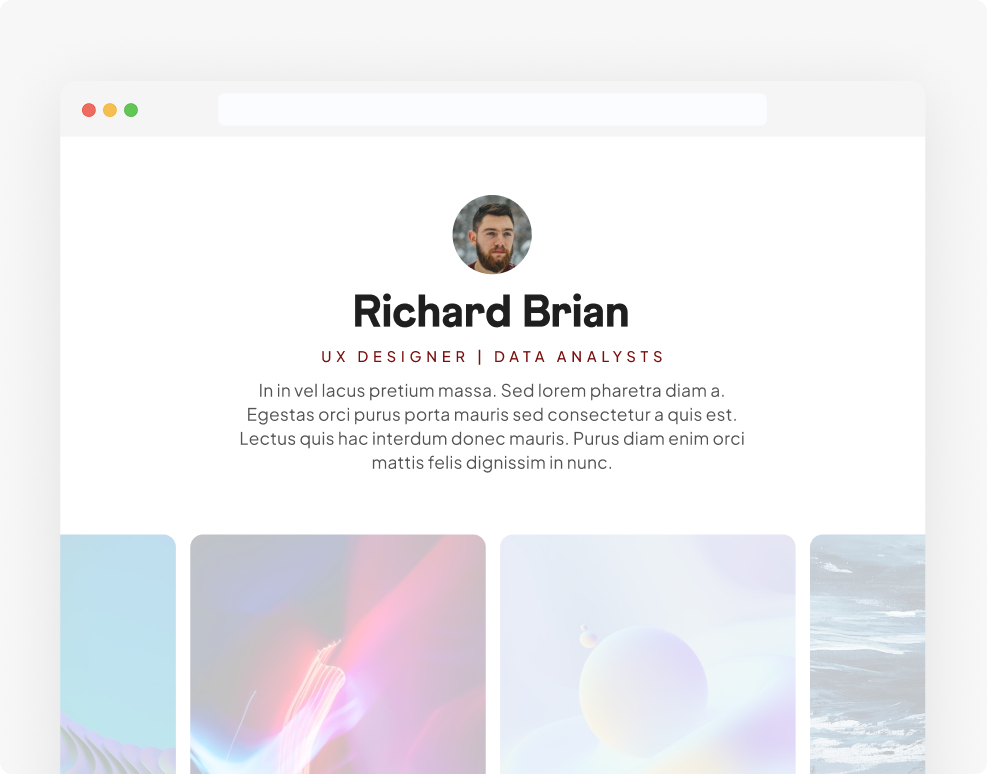 Richard Brian
UX DESIGNER | DATA ANALYSTS
In in vel lacus pretium massa. Sed lorem pharetra diam a.
Egestas orci purus porta mauris sed consectetur a quis est.
Lectus quis hac interdum donec mauris. Purus diam enim orci
mattis felis dignissim in nunc.